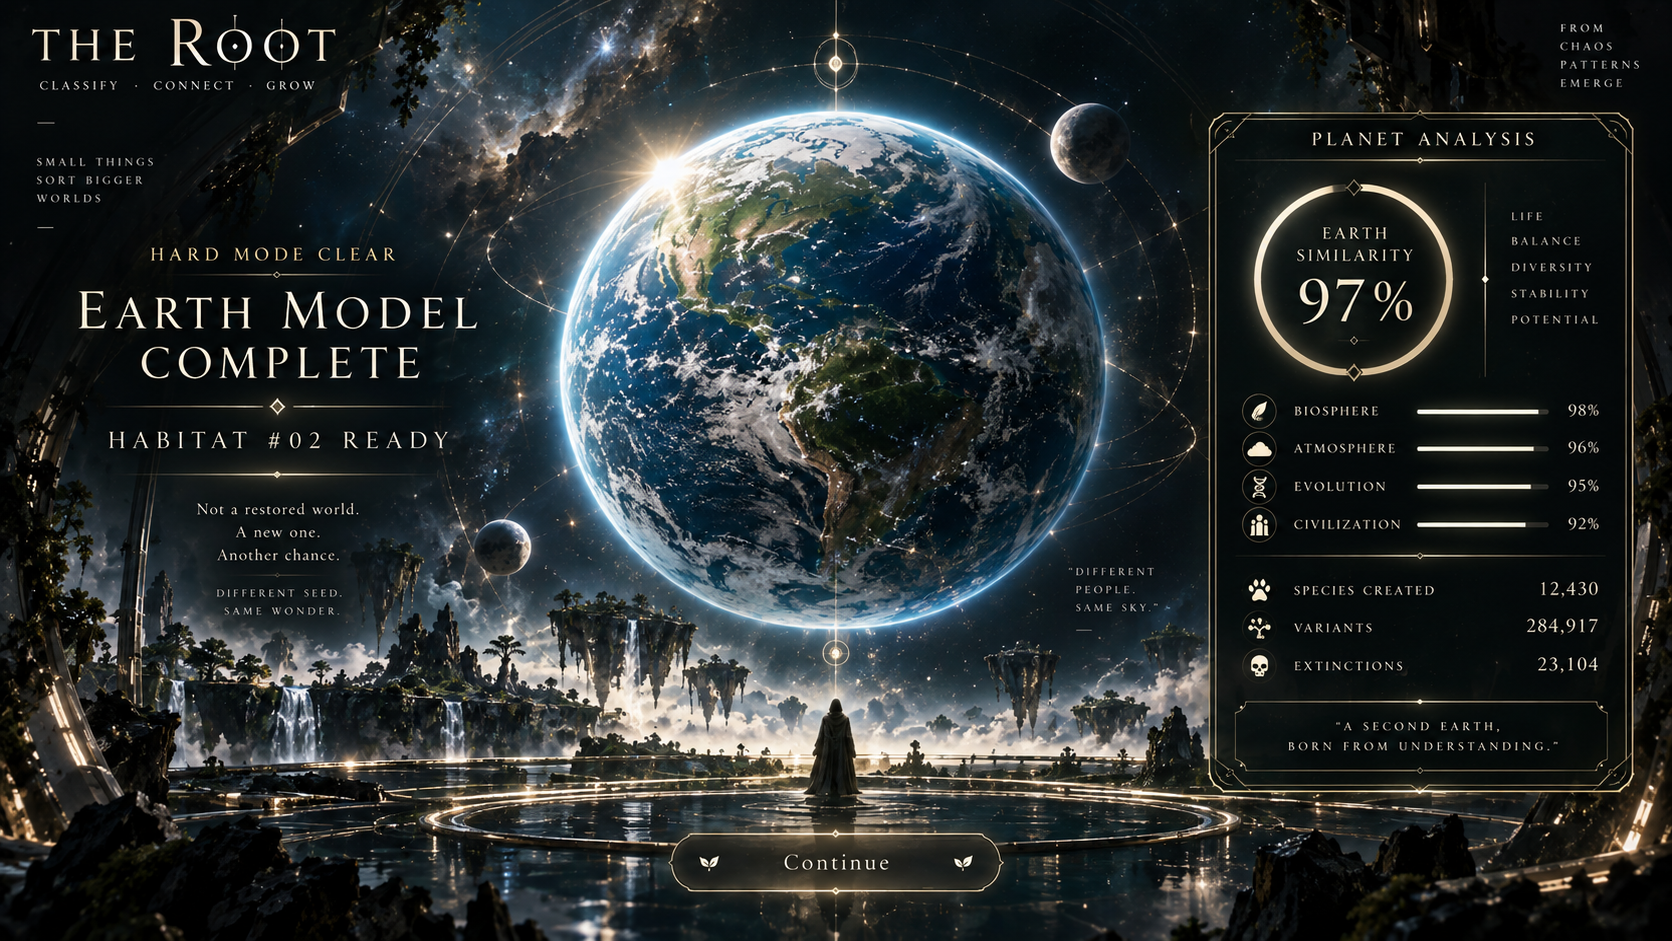 THE ROOT
CLASSIFY · CONNECT · GROW
SMALL THINGS
SORT BIGGER
WORLDS
HARD MODE CLEAR
EARTH MODEL
COMPLETE
HABITAT #02 READY
Not a restored world.
A new one.
Another chance.
DIFFERENT SEED.
SAME WONDER.
"DIFFERENT
PEOPLE.
SAME SKY."
Continue
FROM
CHAOS
PATTERNS
EMERGE
PLANET ANALYSIS
EARTH
SIMILARITY
97%
LIFE
BALANCE
DIVERSITY
STABILITY
POTENTIAL
BIOSPHERE 98%
ATMOSPHERE 96%
EVOLUTION 95%
CIVILIZATION 92%
SPECIES CREATED 12,430
VARIANTS 284,917
EXTINCTIONS 23,104
"A SECOND EARTH,
BORN FROM UNDERSTANDING."